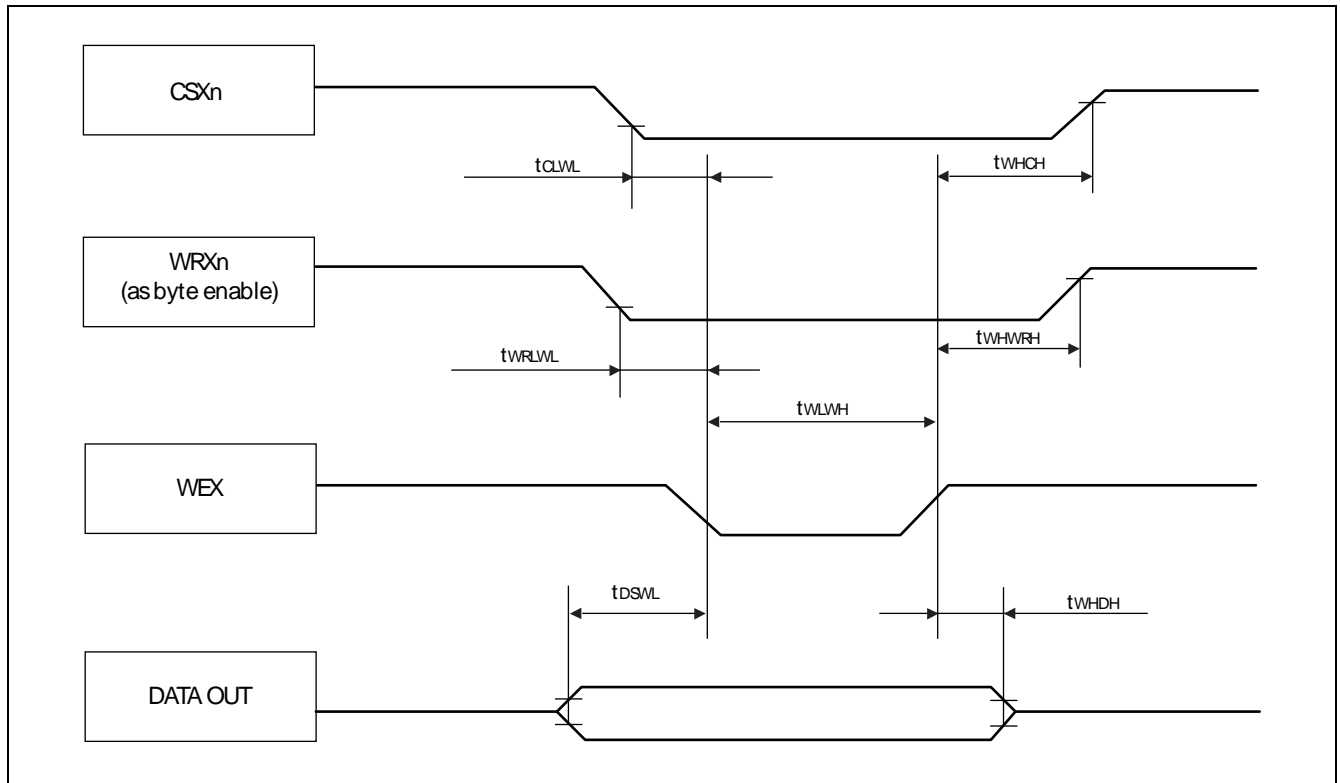 CSXn
tCLWL
tWHCH
WRXn
(as byte enable)
tWHWRH
tWRLWL
tWLWH
WEX
tDSWL
tWHDH
DATA OUT